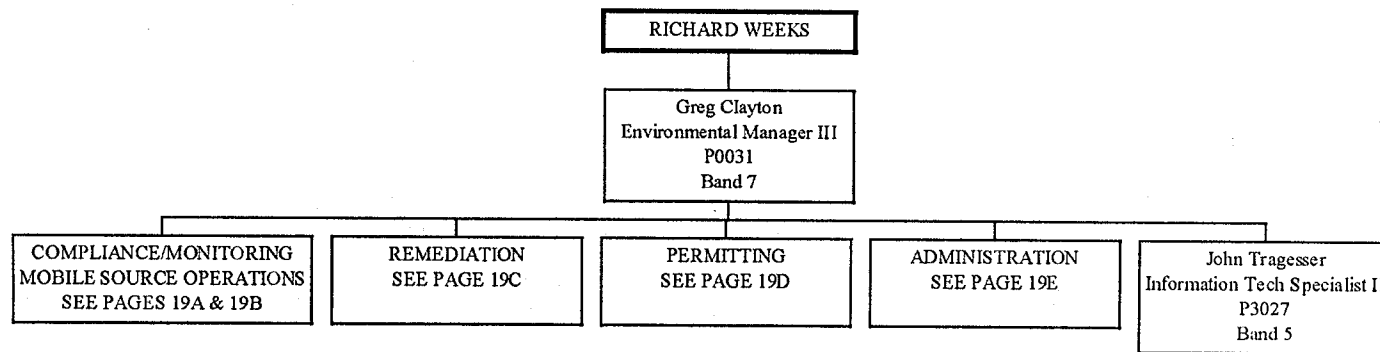 RICHARD WEEKS
Greg Clayton
Environmental Manager III
P0031
Band 7
COMPLIANCE/MONITORING
MOBILE SOURCE OPERATIONS
SEE PAGES 19A & 19B
REMEDIATION
SEE PAGE 19C
PERMITTING
SEE PAGE 19D
ADMINISTRATION
SEE PAGE 19E
John Tragesser
Information Tech Specialist I
P3027
Band 5